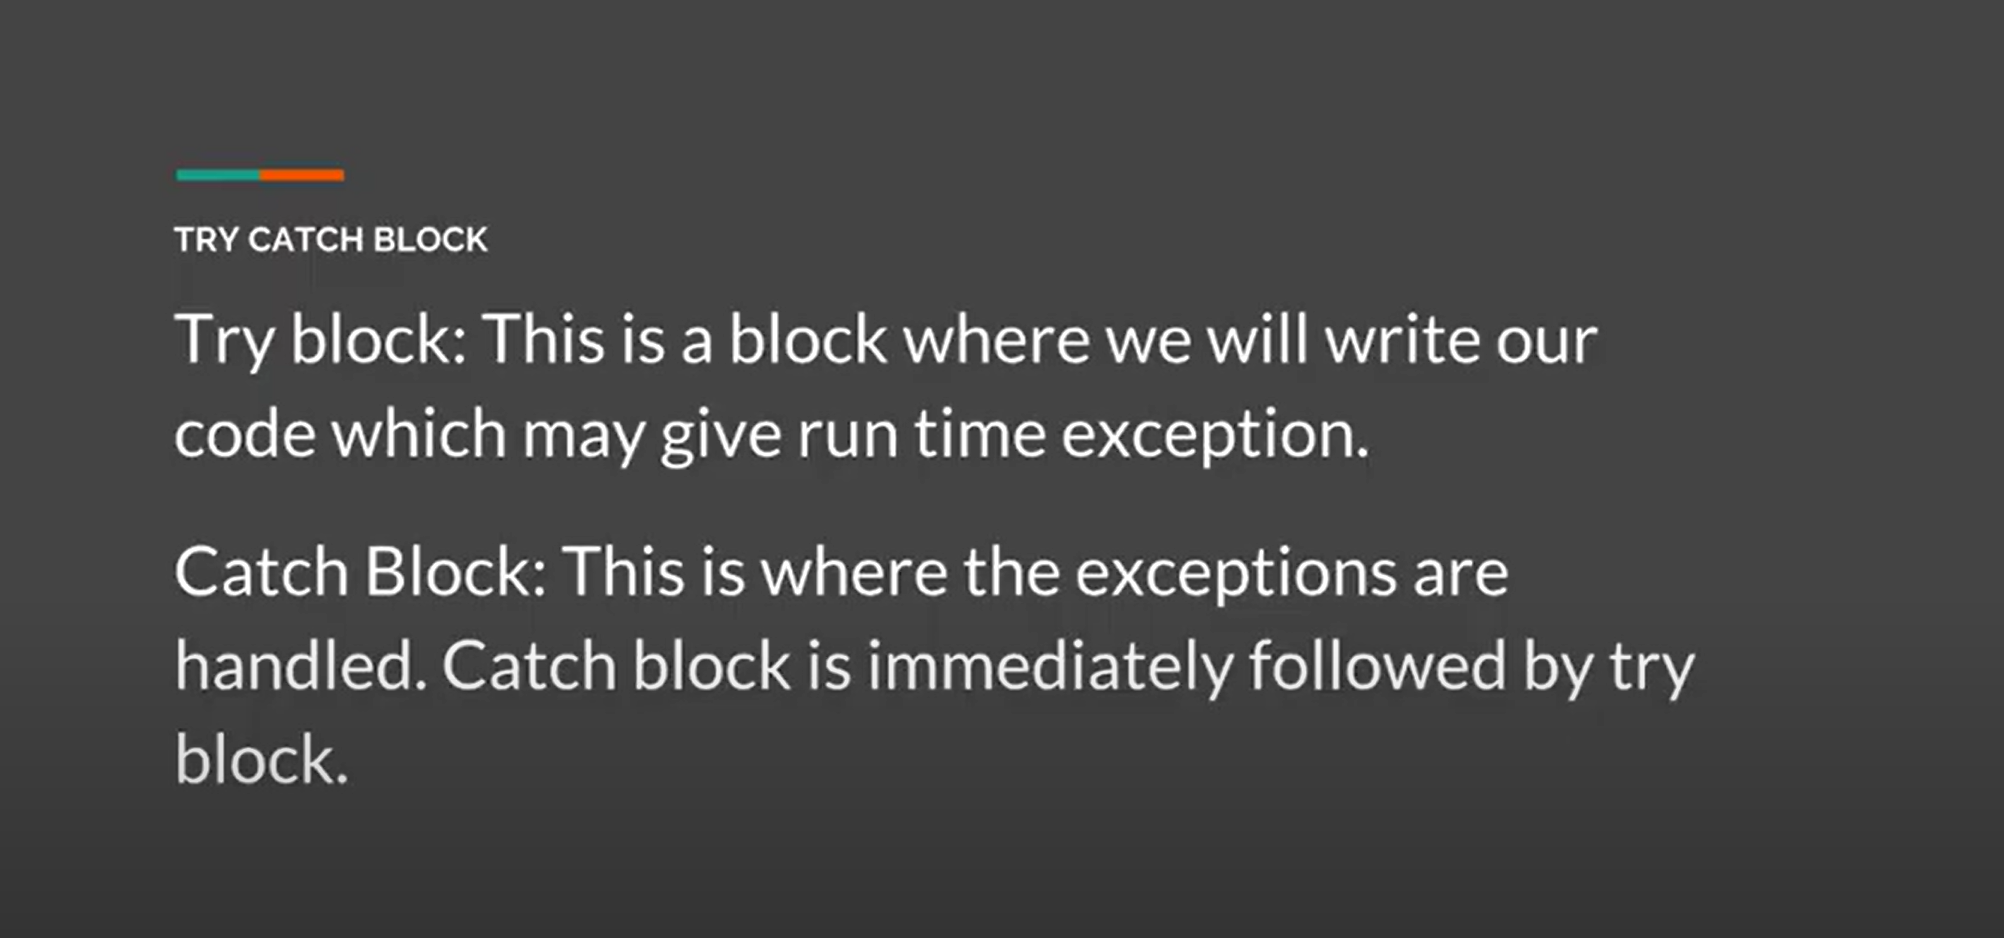 TRY CATCH BLOCK
Try block: This is a block where we will write our
code which may give run time exception.
Catch Block: This is where the exceptions are
handled. Catch block is immediately followed by try
block.